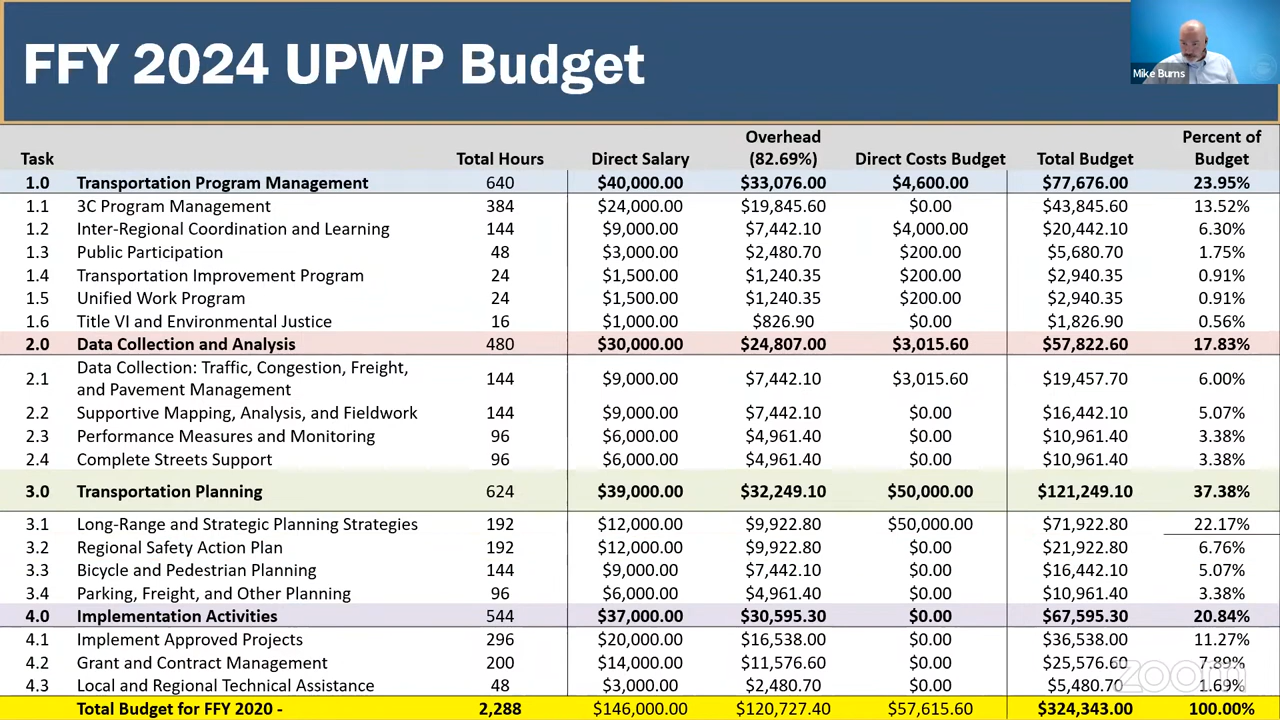 FFY 2024 UPWP Budget
Mike Burns
Task Total Hours Direct Salary Overhead (82.69%) Direct Costs Budget Total Budget Percent of Budget
1.0 Transportation Program Management 640 $40,000.00 $33,076.00 $4,600.00 $77,676.00 23.95%
1.1 3C Program Management 384 $24,000.00 $19,845.60 $0.00 $43,845.60 13.52%
1.2 Inter-Regional Coordination and Learning 144 $9,000.00 $7,442.10 $4,000.00 $20,442.10 6.30%
1.3 Public Participation 48 $3,000.00 $2,480.70 $200.00 $5,680.70 1.75%
1.4 Transportation Improvement Program 24 $1,500.00 $1,240.35 $200.00 $2,940.35 0.91%
1.5 Unified Work Program 24 $1,500.00 $1,240.35 $200.00 $2,940.35 0.91%
1.6 Title VI and Environmental Justice 16 $1,000.00 $826.90 $0.00 $1,826.90 0.56%
2.0 Data Collection and Analysis 480 $30,000.00 $24,807.00 $3,015.60 $57,822.60 17.83%
2.1 Data Collection: Traffic, Congestion, Freight,
and Pavement Management 144 $9,000.00 $7,442.10 $3,015.60 $19,457.70 6.00%
2.2 Supportive Mapping, Analysis, and Fieldwork 144 $9,000.00 $7,442.10 $0.00 $16,442.10 5.07%
2.3 Performance Measures and Monitoring 96 $6,000.00 $4,961.40 $0.00 $10,961.40 3.38%
2.4 Complete Streets Support 96 $6,000.00 $4,961.40 $0.00 $10,961.40 3.38%
3.0 Transportation Planning 624 $39,000.00 $32,249.10 $50,000.00 $121,249.10 37.38%
3.1 Long-Range and Strategic Planning Strategies 192 $12,000.00 $9,922.80 $50,000.00 $71,922.80 22.17%
3.2 Regional Safety Action Plan 192 $12,000.00 $9,922.80 $0.00 $21,922.80 6.76%
3.3 Bicycle and Pedestrian Planning 144 $9,000.00 $7,442.10 $0.00 $16,442.10 5.07%
3.4 Parking, Freight, and Other Planning 96 $6,000.00 $4,961.40 $0.00 $10,961.40 3.38%
4.0 Implementation Activities 544 $37,000.00 $30,595.30 $0.00 $67,595.30 20.84%
4.1 Implement Approved Projects 296 $20,000.00 $16,538.00 $0.00 $36,538.00 11.27%
4.2 Grant and Contract Management 200 $14,000.00 $11,576.60 $0.00 $25,576.60 7.89%
4.3 Local and Regional Technical Assistance 48 $3,000.00 $2,480.70 $0.00 $5,480.70 1.69%
zoom
Total Budget for FFY 2020 - 2,288 $146,000.00 $120,727.40 $57,615.60 $324,343.00 100.00%